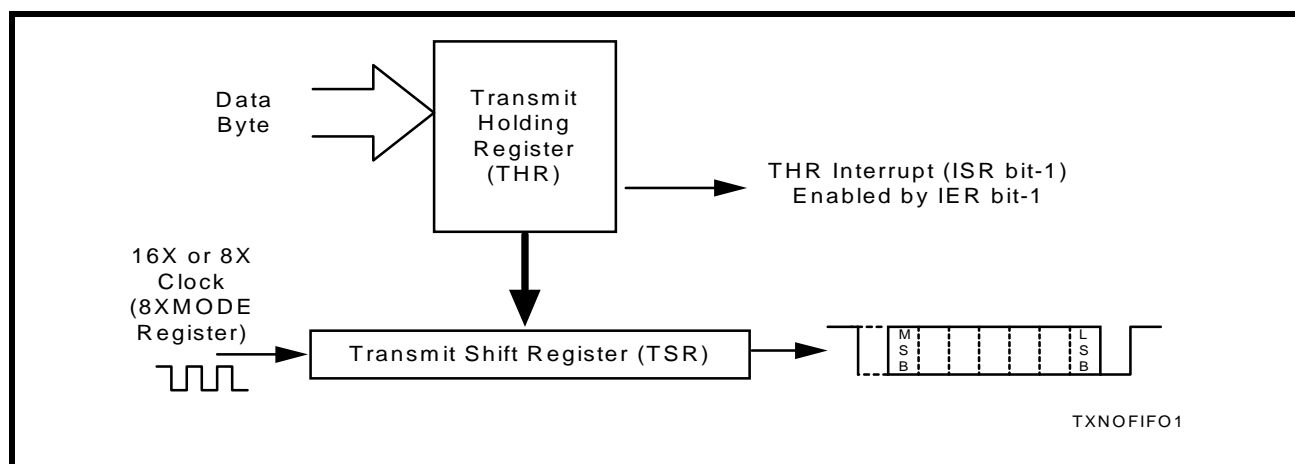 Data
Byte
Transmit
Holding
Register
(THR)
THR Interrupt (ISR bit-1)
Enabled by IER bit-1
16X or 8X
Clock
(8XMODE
Register)
Transmit Shift Register (TSR)
M
S
B
L
S
B
TXNOFIFO1